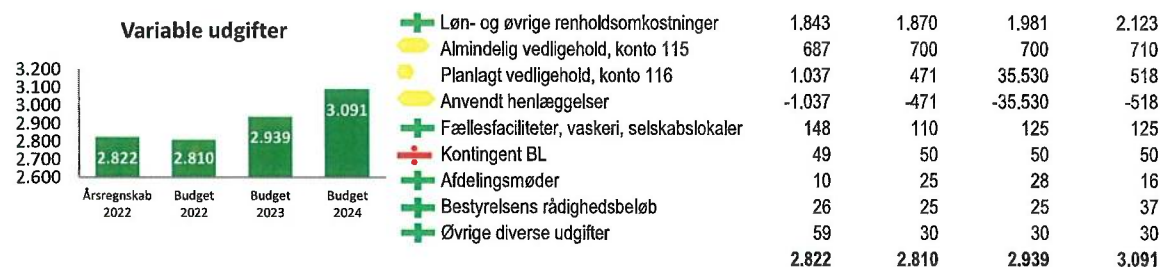 Variable udgifter
3.200
3.100
3.000
2.900
2.800
2.700
2.600
2.822
2.810
2.939
3.091
Årsregnskab 2022
Budget 2022
Budget 2023
Budget 2024
Løn- og øvrige renholdsomkostninger 1.843 1.870 1.981 2.123
Almindelig vedligehold, konto 115 687 700 700 710
Planlagt vedligehold, konto 116 1.037 471 35.530 518
Anvendt henlæggelser -1.037 -471 -35.530 -518
Fællesfaciliteter, vaskeri, selskabslokaler 148 110 125 125
Kontingent BL 49 50 50 50
Afdelingsmøder 10 25 28 16
Bestyrelsens rådighedsbeløb 26 25 25 37
Øvrige diverse udgifter 59 30 30 30
2.822 2.810 2.939 3.091